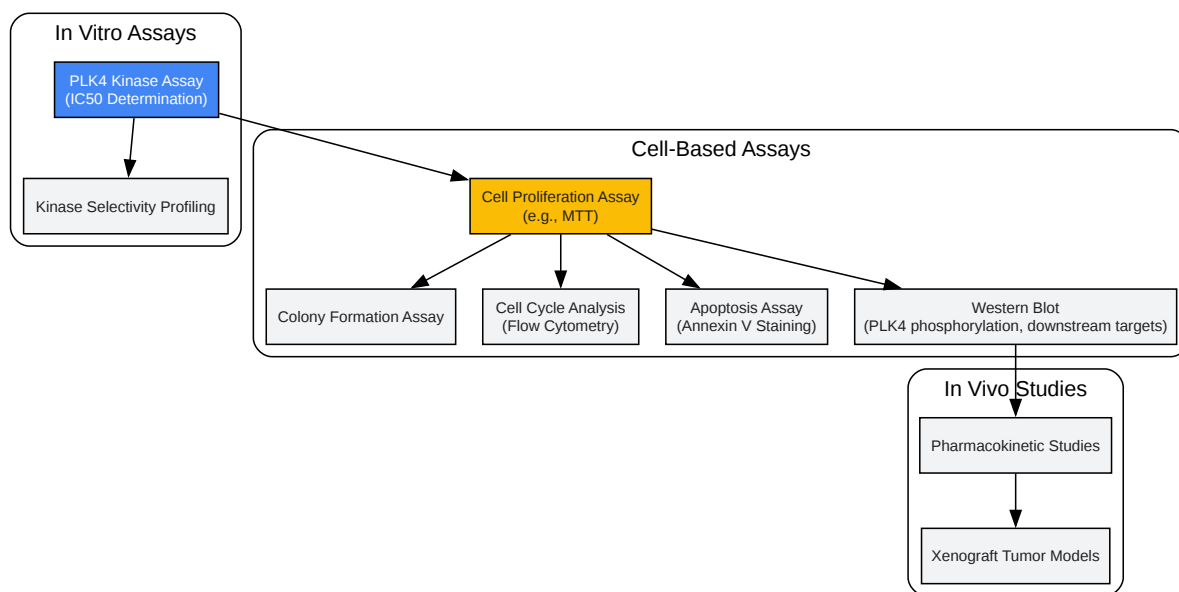 In Vitro Assays
PLK4 Kinase Assay
(IC50 Determination)
Kinase Selectivity Profiling
Cell-Based Assays
Cell Proliferation Assay
(e.g., MTT)
Colony Formation Assay
Cell Cycle Analysis
(Flow Cytometry)
Apoptosis Assay
(Annexin V Staining)
Western Blot
(PLK4 phosphorylation, downstream targets)
In Vivo Studies
Pharmacokinetic Studies
Xenograft Tumor Models